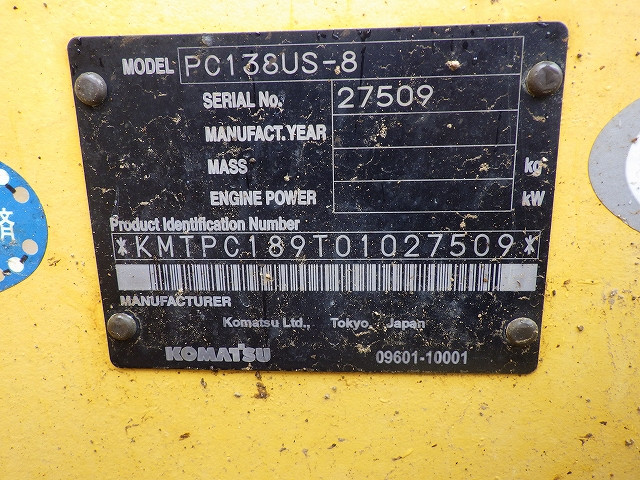 MODEL PC138US-8
SERIAL No. 27509
MANUFACT.YEAR
MASS kg
ENGINE POWER kW
Product Identification Number
*KMTPC189T01027509*
MANUFACTURER
Komatsu Ltd., Tokyo, Japan
KOMATSU 09601-10001
済